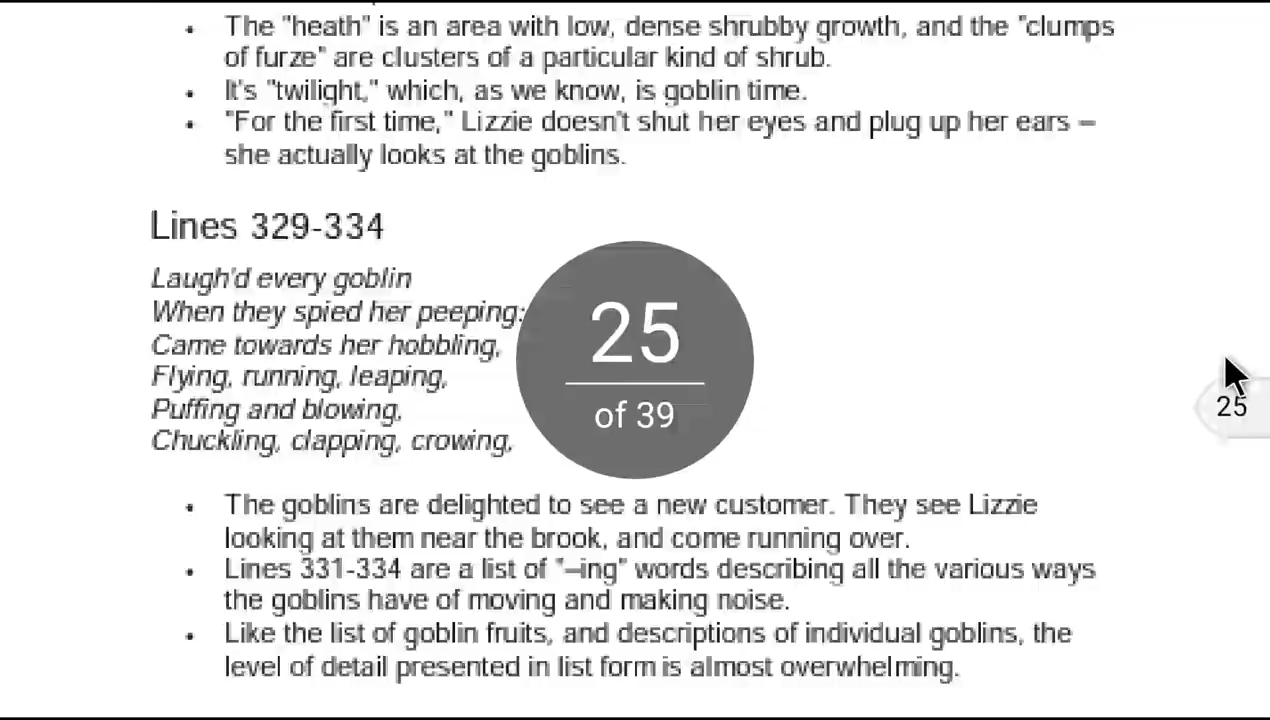 • The "heath" is an area with low, dense shrubby growth, and the "clumps
of furze" are clusters of a particular kind of shrub.
• It's "twilight," which, as we know, is goblin time.
• "For the first time," Lizzie doesn't shut her eyes and plug up her ears –
she actually looks at the goblins.
Lines 329-334
Laugh'd every goblin
When they spied her peeping:
Came towards her hobbling,
Flying, running, leaping,
Puffing and blowing,
Chuckling, clapping, crowing,
25
of 39
25
• The goblins are delighted to see a new customer. They see Lizzie
looking at them near the brook, and come running over.
• Lines 331-334 are a list of "–ing" words describing all the various ways
the goblins have of moving and making noise.
• Like the list of goblin fruits, and descriptions of individual goblins, the
level of detail presented in list form is almost overwhelming.